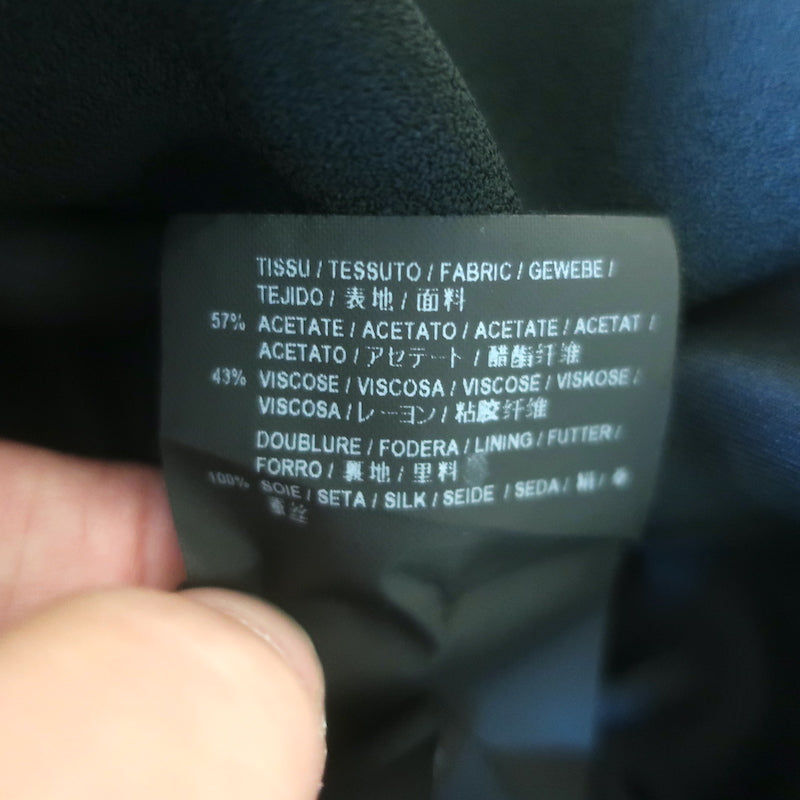 TISSU / TESSUTO / FABRIC / GEWEBE /
TEJIDO / 表地 / 面料
57% ACETATE / ACETATO / ACETATE / ACETAT /
ACETATO / アセテート / 醋酯纤维
43% VISCOSE / VISCOSA / VISCOSE / VISKOSE /
VISCOSA / レーヨン / 粘胶纤维
DOUBLURE / FODERA / LINING / FUTTER /
FORRO / 裏地 / 里料
100% SOIE / SETA / SILK / SEIDE / SEDA / 絹 /